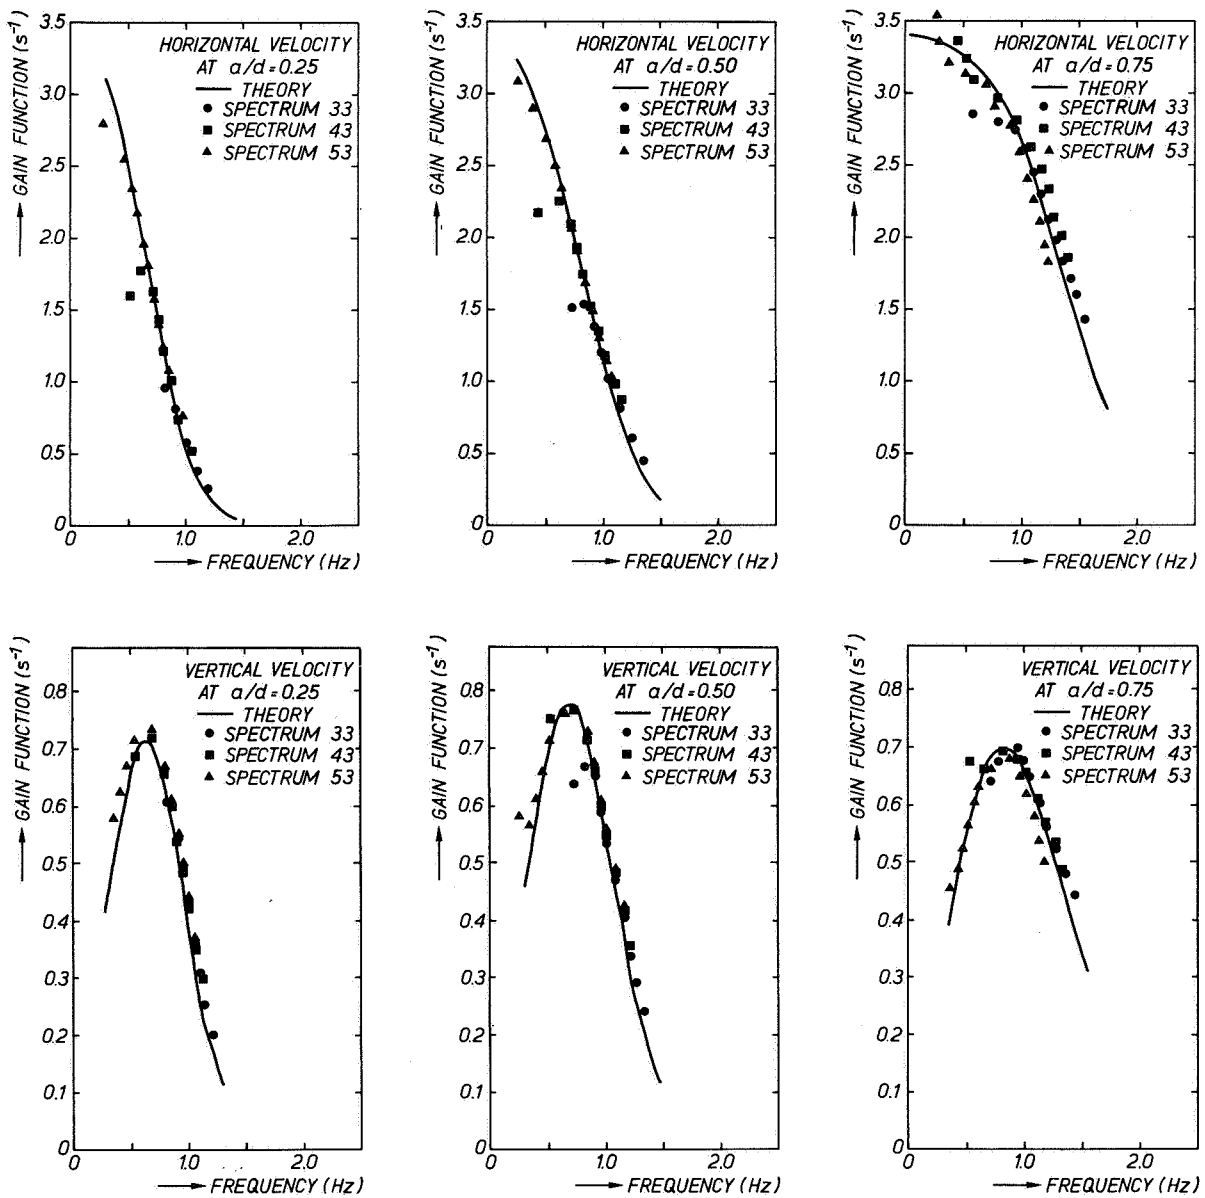 GAIN FUNCTION (s⁻¹)
3.5
3.0
2.5
2.0
1.5
1.0
0.5
0
HORIZONTAL VELOCITY
AT a/d = 0.25
THEORY
SPECTRUM 33
SPECTRUM 43
SPECTRUM 53
0 1.0 2.0
FREQUENCY (Hz)
GAIN FUNCTION (s⁻¹)
3.5
3.0
2.5
2.0
1.5
1.0
0.5
0
HORIZONTAL VELOCITY
AT a/d = 0.50
THEORY
SPECTRUM 33
SPECTRUM 43
SPECTRUM 53
0 1.0 2.0
FREQUENCY (Hz)
GAIN FUNCTION (s⁻¹)
3.5
3.0
2.5
2.0
1.5
1.0
0.5
0
HORIZONTAL VELOCITY
AT a/d = 0.75
THEORY
SPECTRUM 33
SPECTRUM 43
SPECTRUM 53
0 1.0 2.0
FREQUENCY (Hz)
GAIN FUNCTION (s⁻¹)
0.8
0.7
0.6
0.5
0.4
0.3
0.2
0.1
0
VERTICAL VELOCITY
AT a/d = 0.25
THEORY
SPECTRUM 33
SPECTRUM 43
SPECTRUM 53
0 1.0 2.0
FREQUENCY (Hz)
GAIN FUNCTION (s⁻¹)
0.8
0.7
0.6
0.5
0.4
0.3
0.2
0.1
0
VERTICAL VELOCITY
AT a/d = 0.50
THEORY
SPECTRUM 33
SPECTRUM 43
SPECTRUM 53
0 1.0 2.0
FREQUENCY (Hz)
GAIN FUNCTION (s⁻¹)
0.8
0.7
0.6
0.5
0.4
0.3
0.2
0.1
0
VERTICAL VELOCITY
AT a/d = 0.75
THEORY
SPECTRUM 33
SPECTRUM 43
SPECTRUM 53
0 1.0 2.0
FREQUENCY (Hz)